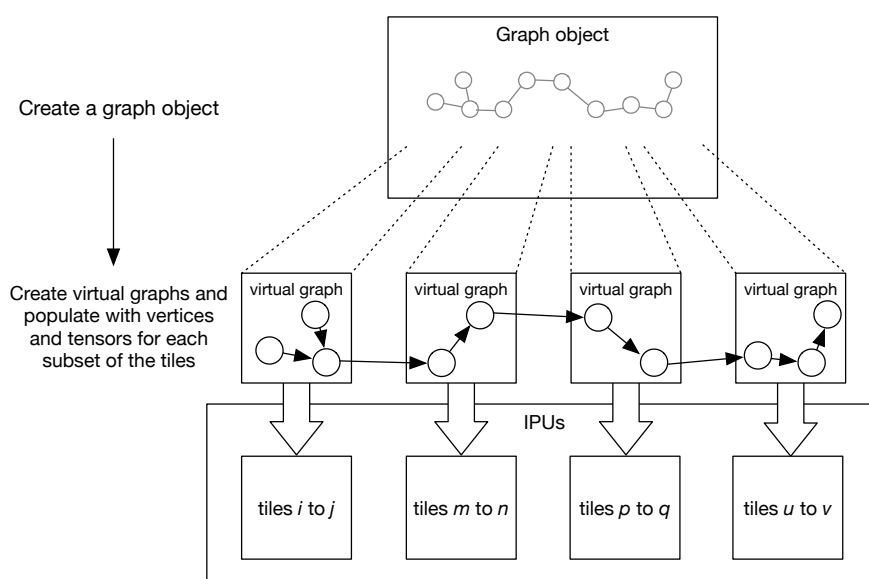 Graph object
Create a graph object
Create virtual graphs and
populate with vertices
and tensors for each
subset of the tiles
virtual graph
virtual graph
virtual graph
virtual graph
IPUs
tiles i to j
tiles m to n
tiles p to q
tiles u to v